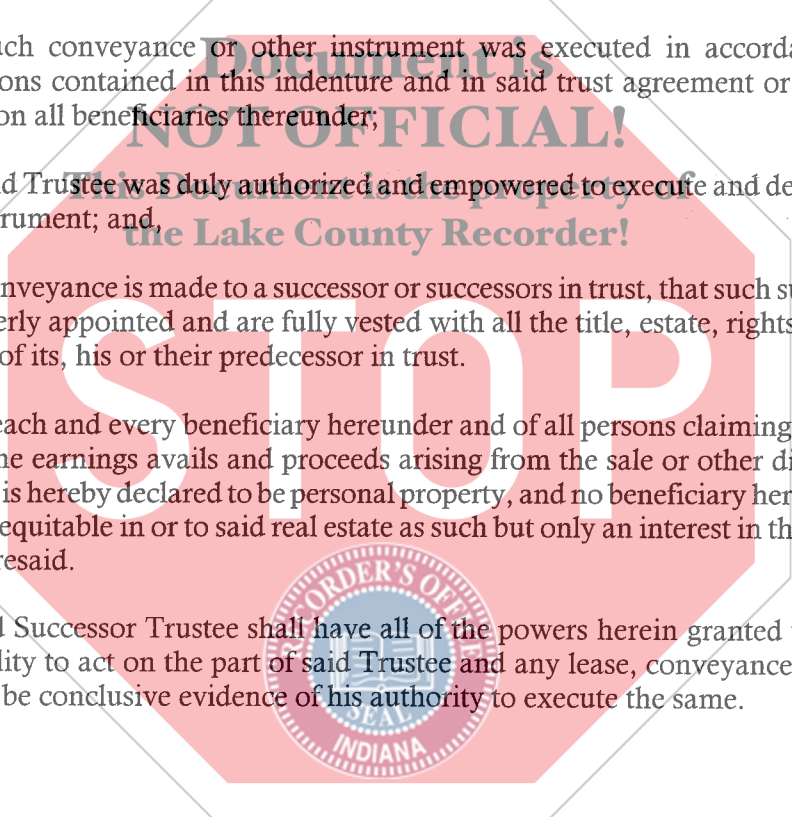 uch conveyance or other instrument was executed in accorda
Document is
ons contained in this indenture and in said trust agreement or
on all beneficiaries thereunder;
NOT OFFICIAL!
d Trustee was duly authorized and empowered to execute and de
This Document is the property of
rument; and,
the Lake County Recorder!
nveyance is made to a successor or successors in trust, that such su
erly appointed and are fully vested with all the title, estate, rights
of its, his or their predecessor in trust.
STOP
each and every beneficiary hereunder and of all persons claiming
he earnings avails and proceeds arising from the sale or other di
is hereby declared to be personal property, and no beneficiary her
equitable in or to said real estate as such but only an interest in th
resaid.
RECORDER'S OFFICE
d Successor Trustee shall have all of the powers herein granted
lity to act on the part of said Trustee and any lease, conveyance
be conclusive evidence of his authority to execute the same.
SEAL
INDIANA